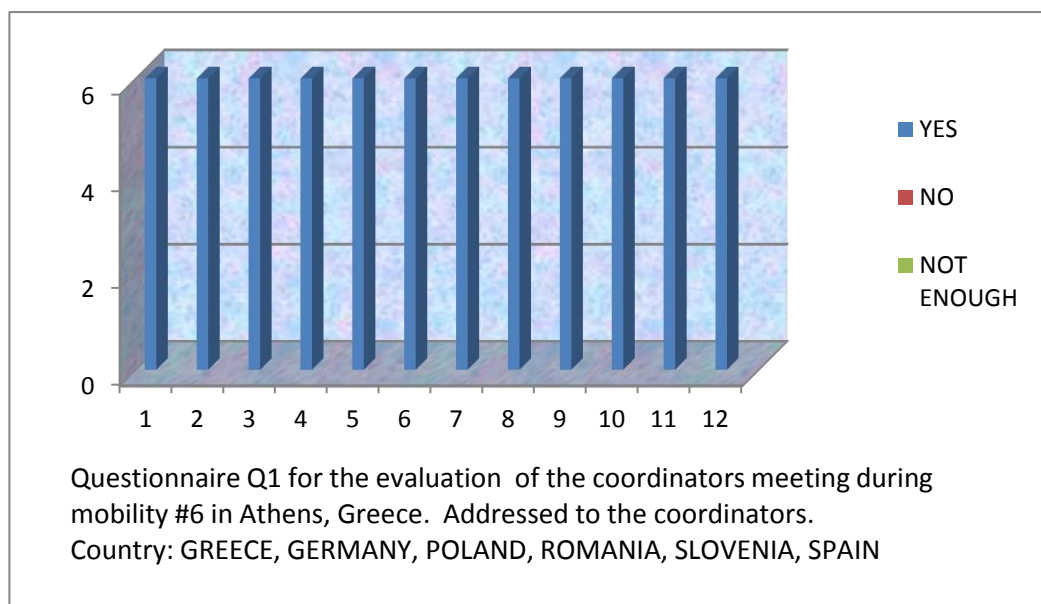 6
4
2
0
1 2 3 4 5 6 7 8 9 10 11 12
YES
NO
NOT
ENOUGH
Questionnaire Q1 for the evaluation of the coordinators meeting during
mobility #6 in Athens, Greece. Addressed to the coordinators.
Country: GREECE, GERMANY, POLAND, ROMANIA, SLOVENIA, SPAIN